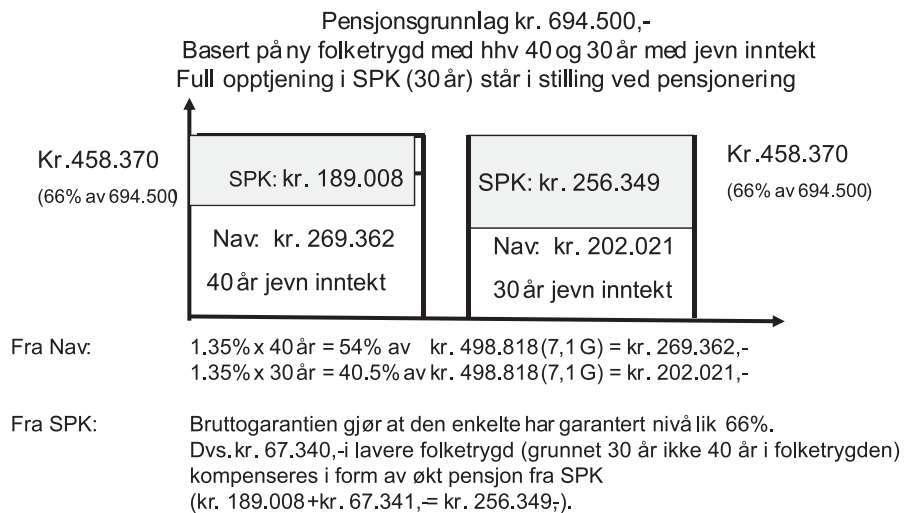 Pensjonsgrunnlag kr. 694.500,-
Basert på ny folketrygd med hhv 40 og 30 år med jevn inntekt
Full opptjening i SPK (30 år) står i stilling ved pensjonering
Kr.458.370
(66% av 694.500)
SPK: kr. 189.008
Nav: kr. 269.362
40 år jevn inntekt
SPK: kr. 256.349
Nav: kr. 202.021
30 år jevn inntekt
Kr.458.370
(66% av 694.500)
Fra Nav: 1.35% x 40 år = 54% av kr. 498.818 (7,1 G) = kr. 269.362,-
1.35% x 30 år = 40.5% av kr. 498.818 (7,1 G) = kr. 202.021,-
Fra SPK: Bruttogarantien gjør at den enkelte har garantert nivå lik 66%.
Dvs. kr. 67.340,-i lavere folketrygd (grunnet 30 år ikke 40 år i folketrygden)
kompenseres i form av økt pensjon fra SPK
(kr. 189.008+kr. 67.341,-= kr. 256.349,-).